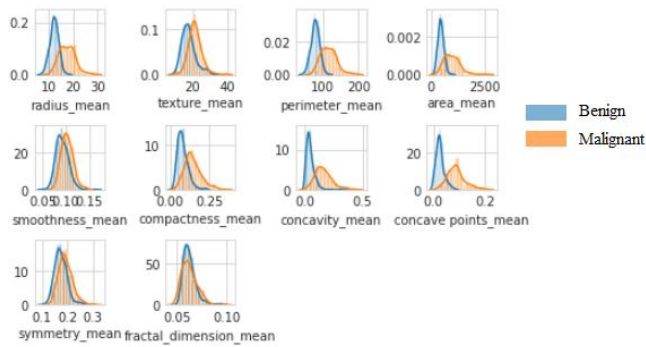 0.2
0.1
0.0
10 20 30
radius_mean
0.1
0.0
20 40
texture_mean
0.02
0.00
100 200
perimeter_mean
0.002
0.000
0 2500
area_mean
Benign
Malignant
20
0
0.05 0.10 0.15
smoothness_mean
10
0
0.00 0.25
compactness_mean
10
5
0
0.0 0.5
concavity_mean
20
0
0.0 0.2
concave points_mean
10
0
0.1 0.2 0.3
symmetry_mean
50
0
0.05 0.10
fractal_dimension_mean